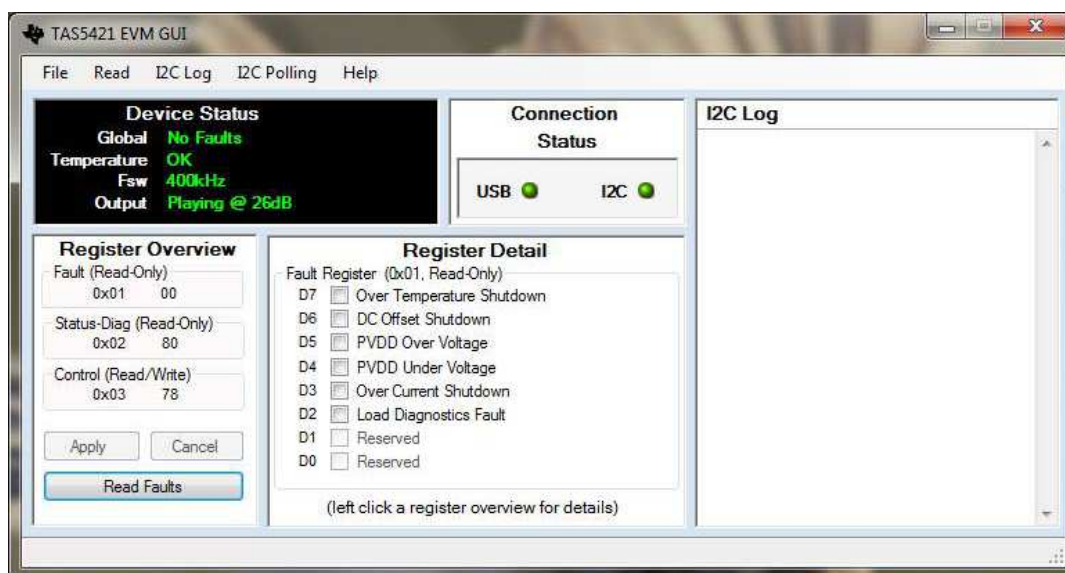 TAS5421 EVM GUI
File Read I2C Log I2C Polling Help
Device Status
Global No Faults
Temperature OK
Fsw 400kHz
Output Playing @ 26dB
Connection
Status
USB I2C
I2C Log
Register Overview
Fault (Read-Only)
0x01 00
Status-Diag (Read-Only)
0x02 80
Control (Read/Write)
0x03 78
Apply Cancel
Read Faults
Register Detail
Fault Register (0x01, Read-Only)
D7 Over Temperature Shutdown
D6 DC Offset Shutdown
D5 PVDD Over Voltage
D4 PVDD Under Voltage
D3 Over Current Shutdown
D2 Load Diagnostics Fault
D1 Reserved
D0 Reserved
(left click a register overview for details)